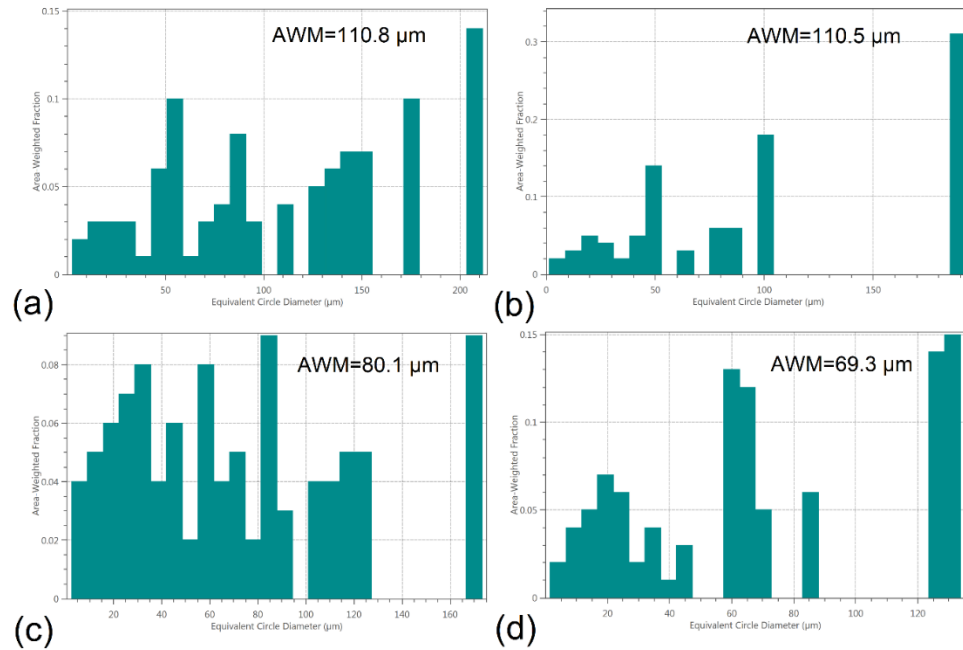 0.15
0.1
0.05
0
Area-Weighted Fraction
AWM=110.8 µm
50
100
150
200
Equivalent Circle Diameter (µm)
(a)
0.3
0.2
0.1
0
Area-Weighted Fraction
AWM=110.5 µm
50
100
150
Equivalent Circle Diameter (µm)
(b)
0.08
0.06
0.04
0.02
0
Area-Weighted Fraction
AWM=80.1 µm
20
40
60
80
100
120
140
160
Equivalent Circle Diameter (µm)
(c)
0.15
0.1
0.05
0
Area-Weighted Fraction
AWM=69.3 µm
20
40
60
80
100
120
Equivalent Circle Diameter (µm)
(d)